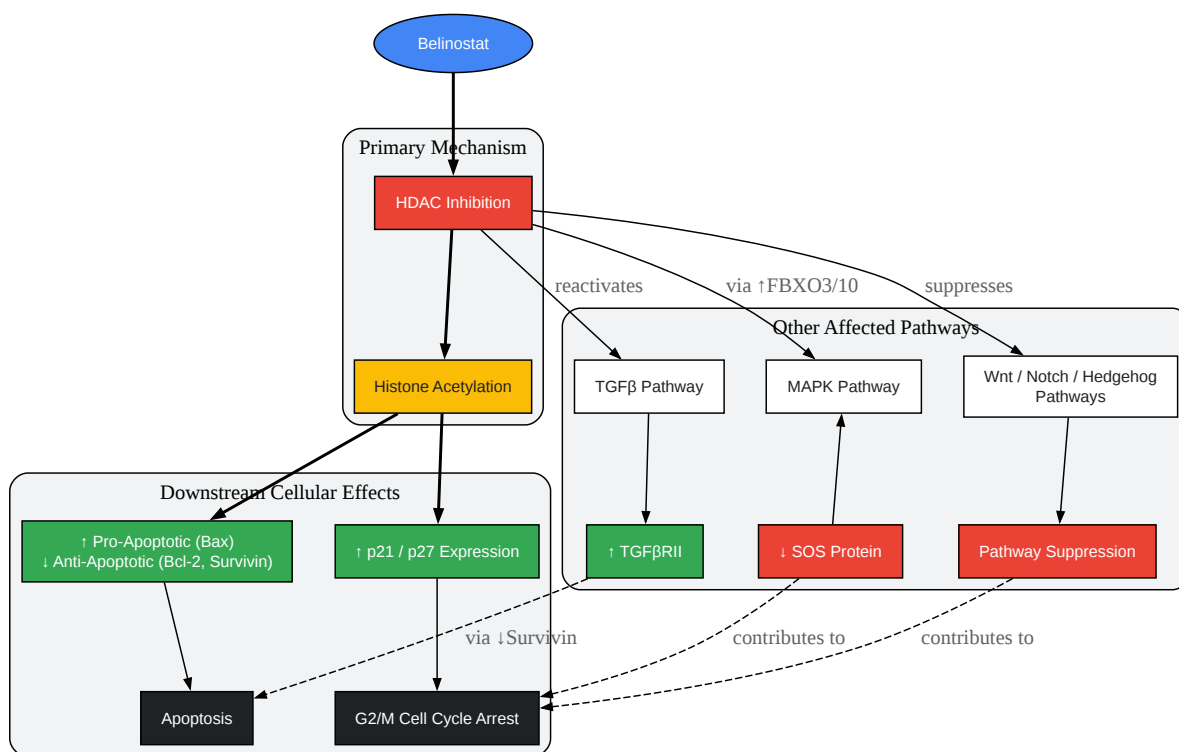 Belinostat
Primary Mechanism
HDAC Inhibition
reactivates
via ↑FBXO3/10
suppresses
Other Affected Pathways
Histone Acetylation
TGFβ Pathway
MAPK Pathway
Wnt / Notch / Hedgehog
Pathways
Downstream Cellular Effects
↑ Pro-Apoptotic (Bax)
↓ Anti-Apoptotic (Bcl-2, Survivin)
↑ p21 / p27 Expression
↑ TGFβRII
↓ SOS Protein
Pathway Suppression
via ↓Survivin
contributes to
contributes to
Apoptosis
G2/M Cell Cycle Arrest